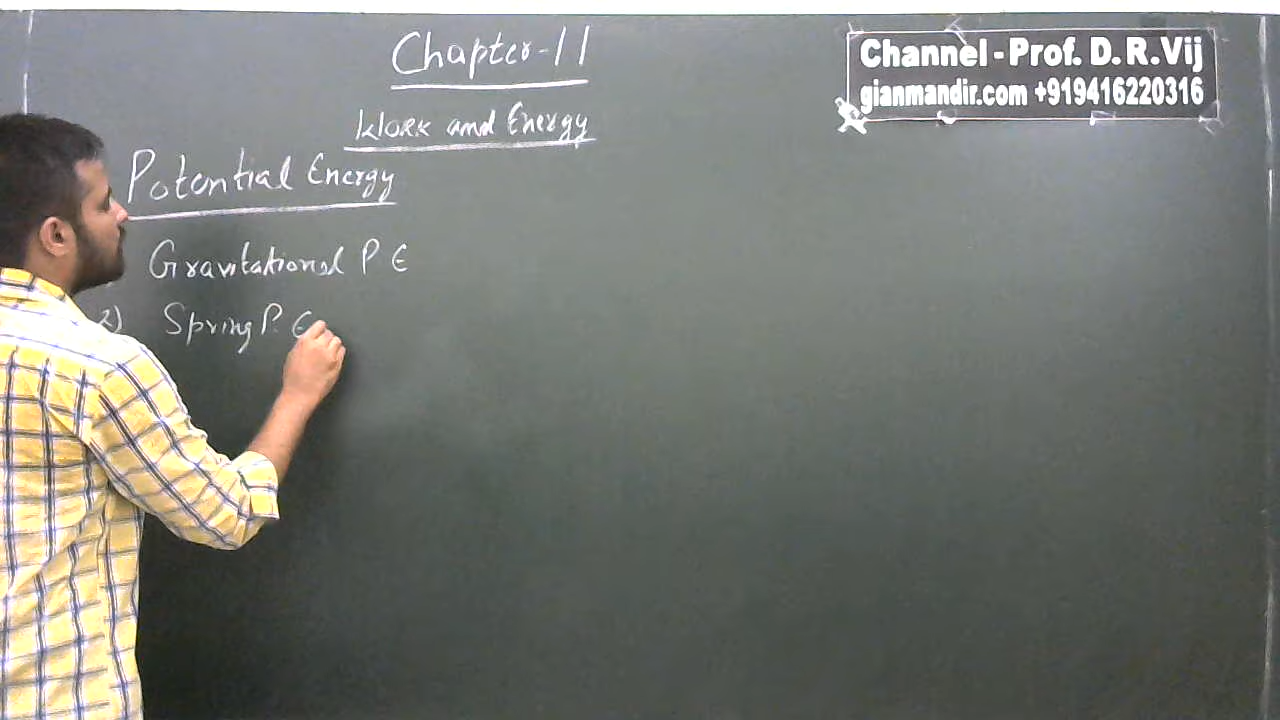 Chapter-11
Work and Energy
Potential Energy
Gravitational P E
2) Spring P. E
Channel - Prof. D. R. Vij
gianmandir.com +919416220316